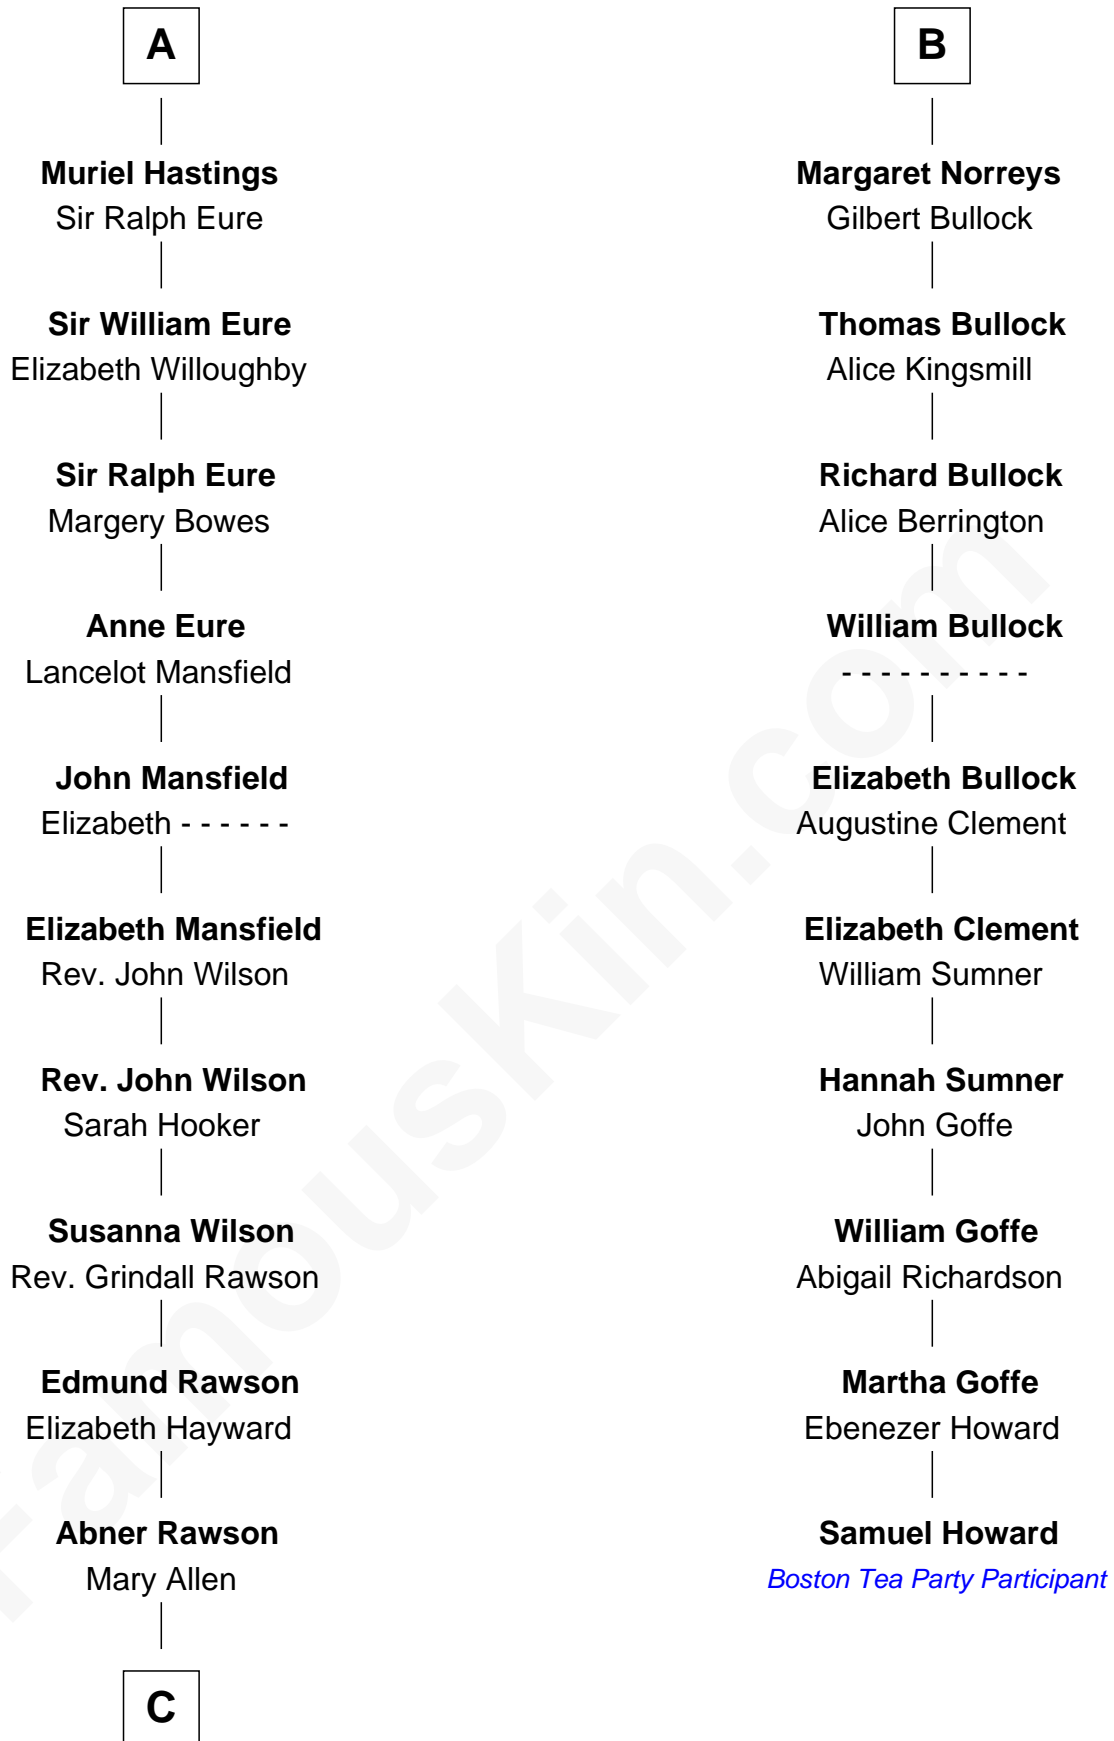 A
Muriel Hastings
Sir Ralph Eure
Sir William Eure
Elizabeth Willoughby
Sir Ralph Eure
Margery Bowes
Anne Eure
Lancelot Mansfield
John Mansfield
Elizabeth - - - - - -
Elizabeth Mansfield
Rev. John Wilson
Rev. John Wilson
Sarah Hooker
Susanna Wilson
Rev. Grindall Rawson
Edmund Rawson
Elizabeth Hayward
Abner Rawson
Mary Allen
C
B
Margaret Norreys
Gilbert Bullock
Thomas Bullock
Alice Kingsmill
Richard Bullock
Alice Berrington
William Bullock
- - - - - - - - - -
Elizabeth Bullock
Augustine Clement
Elizabeth Clement
William Sumner
Hannah Sumner
John Goffe
William Goffe
Abigail Richardson
Martha Goffe
Ebenezer Howard
Samuel Howard
Boston Tea Party Participant
FamousKin.com